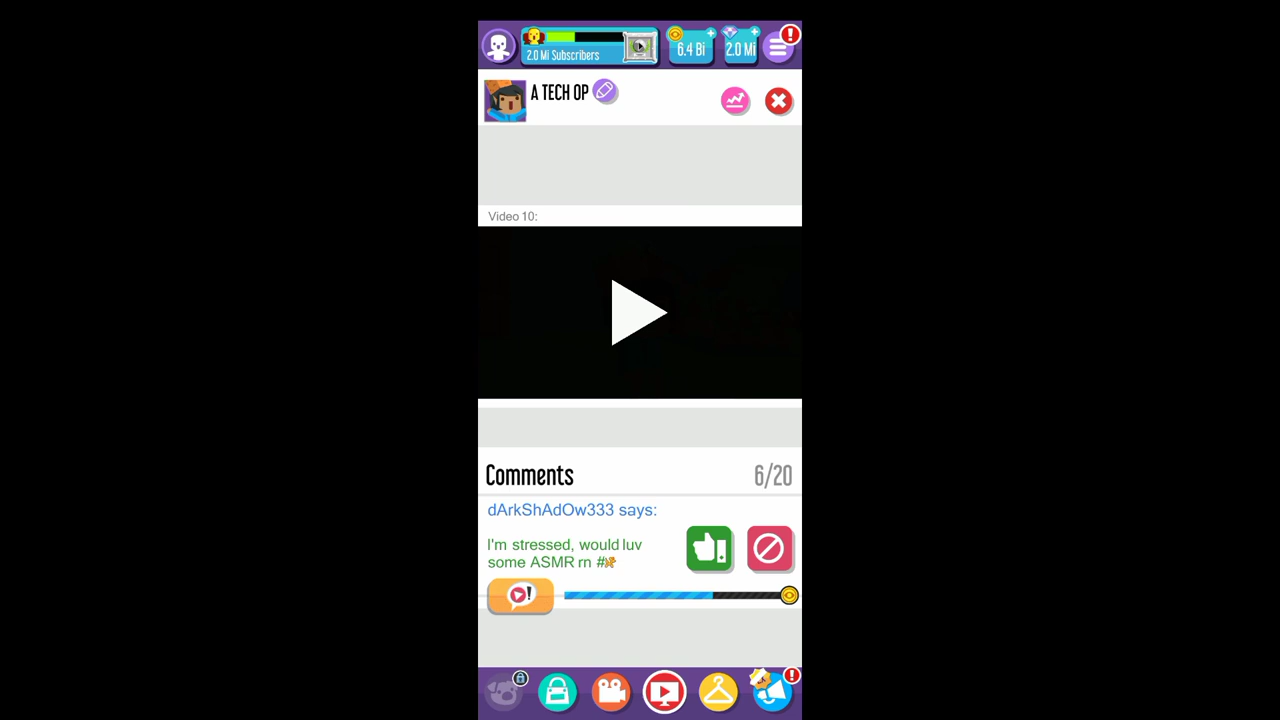 2.0 Mi Subscribers
6.4 Bi
2.0 Mi
A TECH OP
Video 10:
Comments
6/20
dArkShAdOw333 says:
I'm stressed, would luv
some ASMR rn #